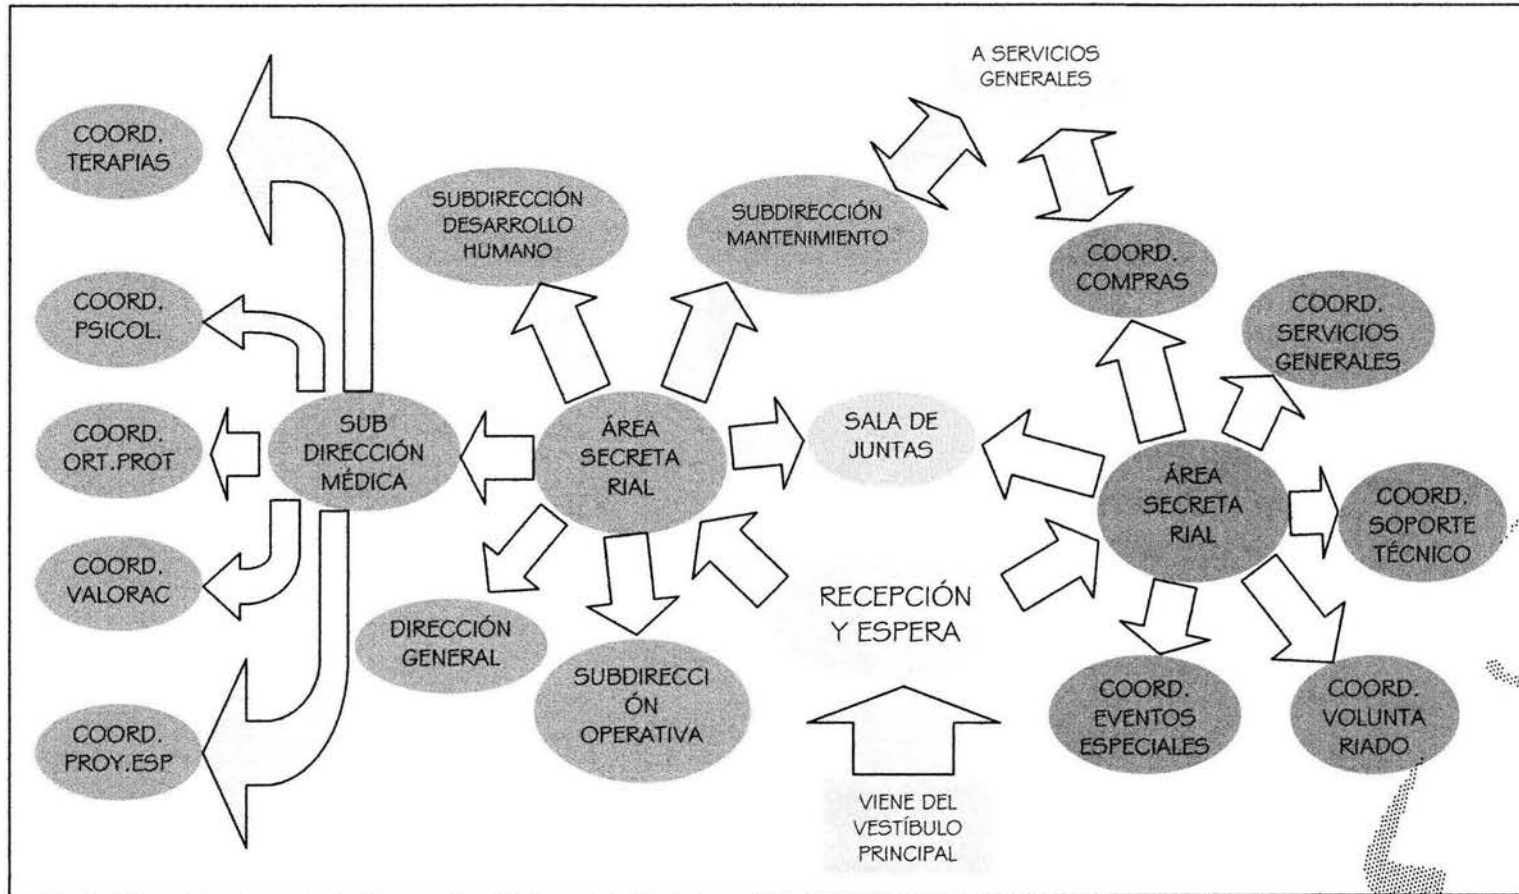 A SERVICIOS
GENERALES
COORD.
TERAPIAS
SUBDIRECCIÓN
DESARROLLO
HUMANO
SUBDIRECCIÓN
MANTENIMIENTO
COORD.
COMPRAS
COORD.
SERVICIOS
GENERALES
COORD.
PSICOL.
COORD.
ORT.PROT
SUB
DIRECCIÓN
MÉDICA
ÁREA
SECRETA
RIAL
SALA DE
JUNTAS
ÁREA
SECRETA
RIAL
COORD.
SOPORTE
TÉCNICO
COORD.
VALORAC
DIRECCIÓN
GENERAL
SUBDIRECCI
ÓN
OPERATIVA
RECEPCIÓN
Y ESPERA
COORD.
EVENTOS
ESPECIALES
COORD.
VOLUNTA
RIADO
COORD.
PROY.ESP
VIENE DEL
VESTÍBULO
PRINCIPAL